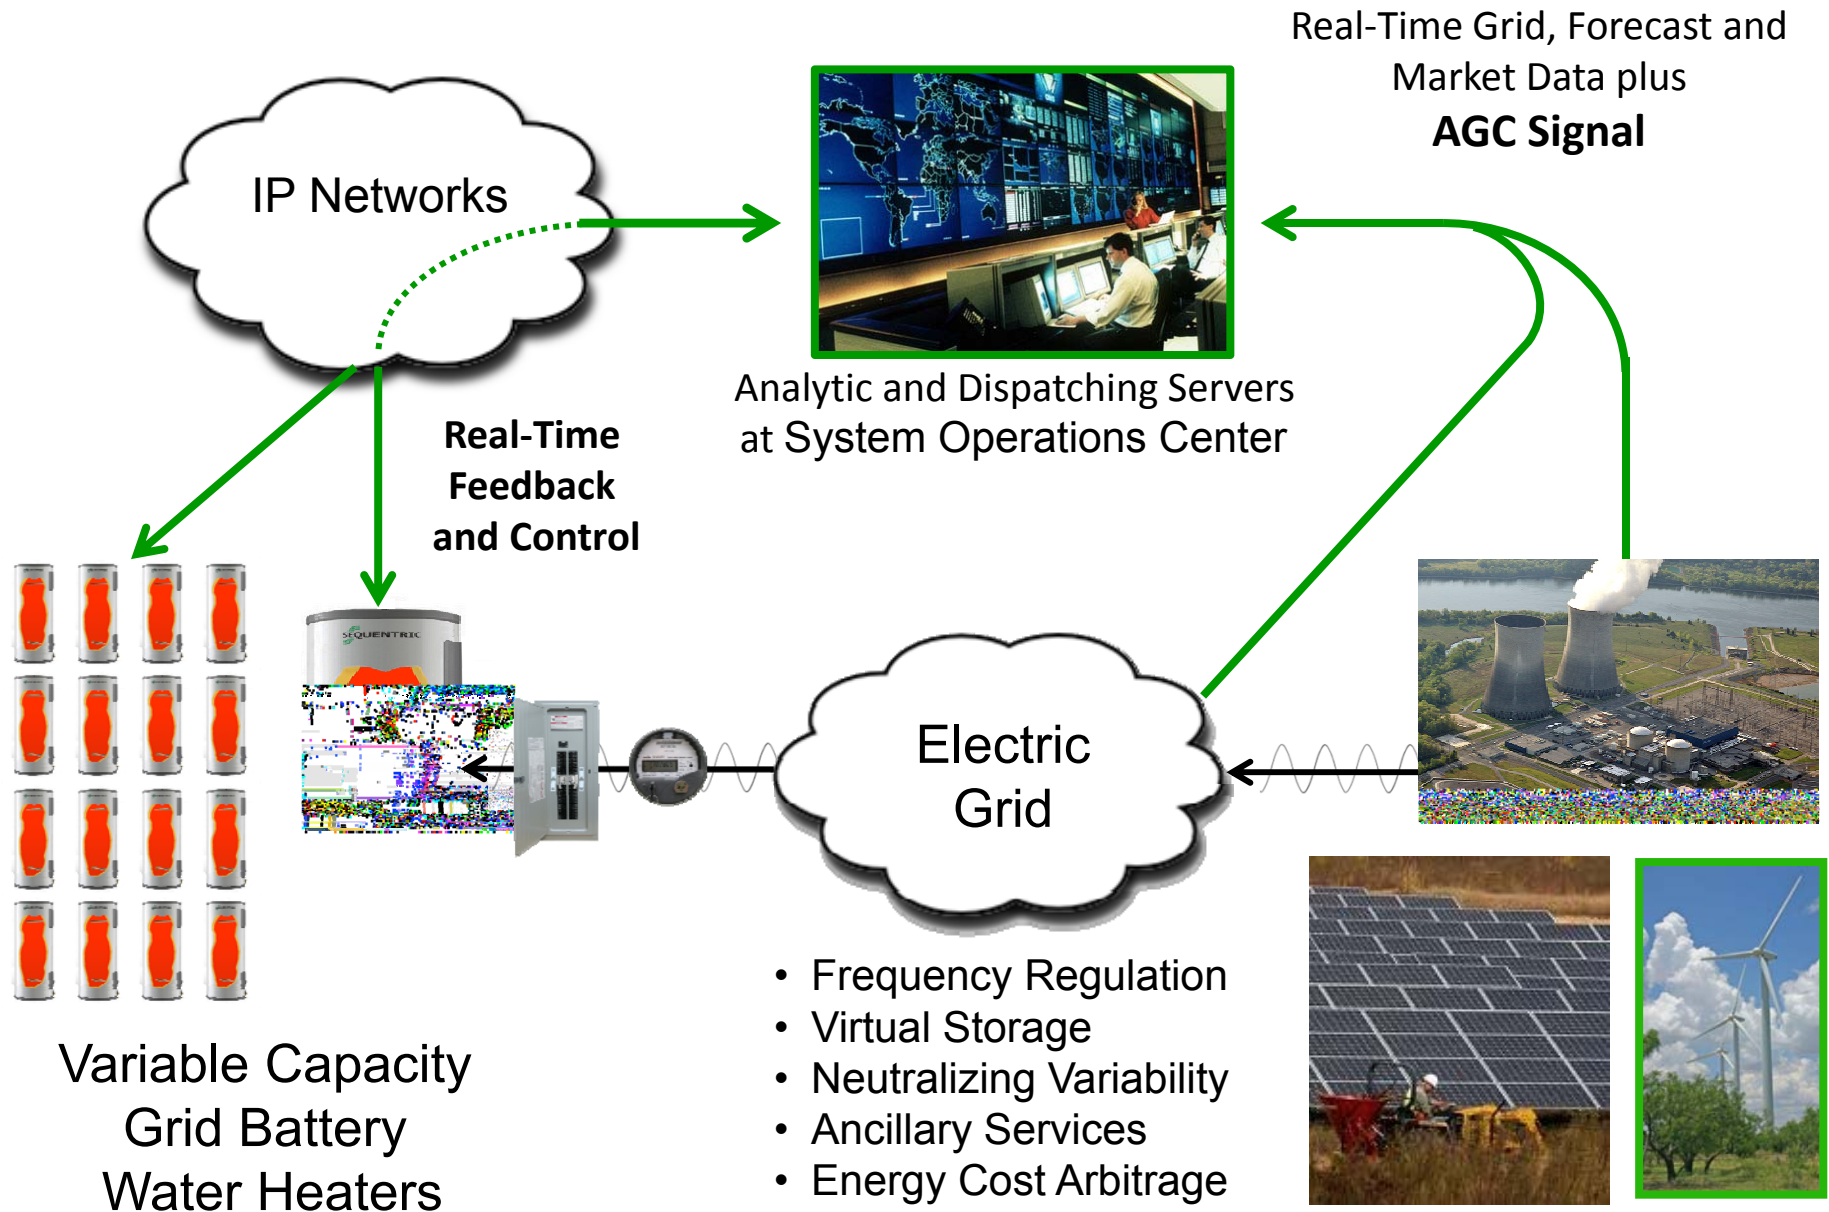 Real-Time Grid, Forecast and
Market Data plus
AGC Signal
IP Networks
Analytic and Dispatching Servers
at System Operations Center
Real-Time
Feedback
and Control
SEQUENTRIC
Electric
Grid
• Frequency Regulation
• Virtual Storage
• Neutralizing Variability
• Ancillary Services
• Energy Cost Arbitrage
Variable Capacity
Grid Battery
Water Heaters